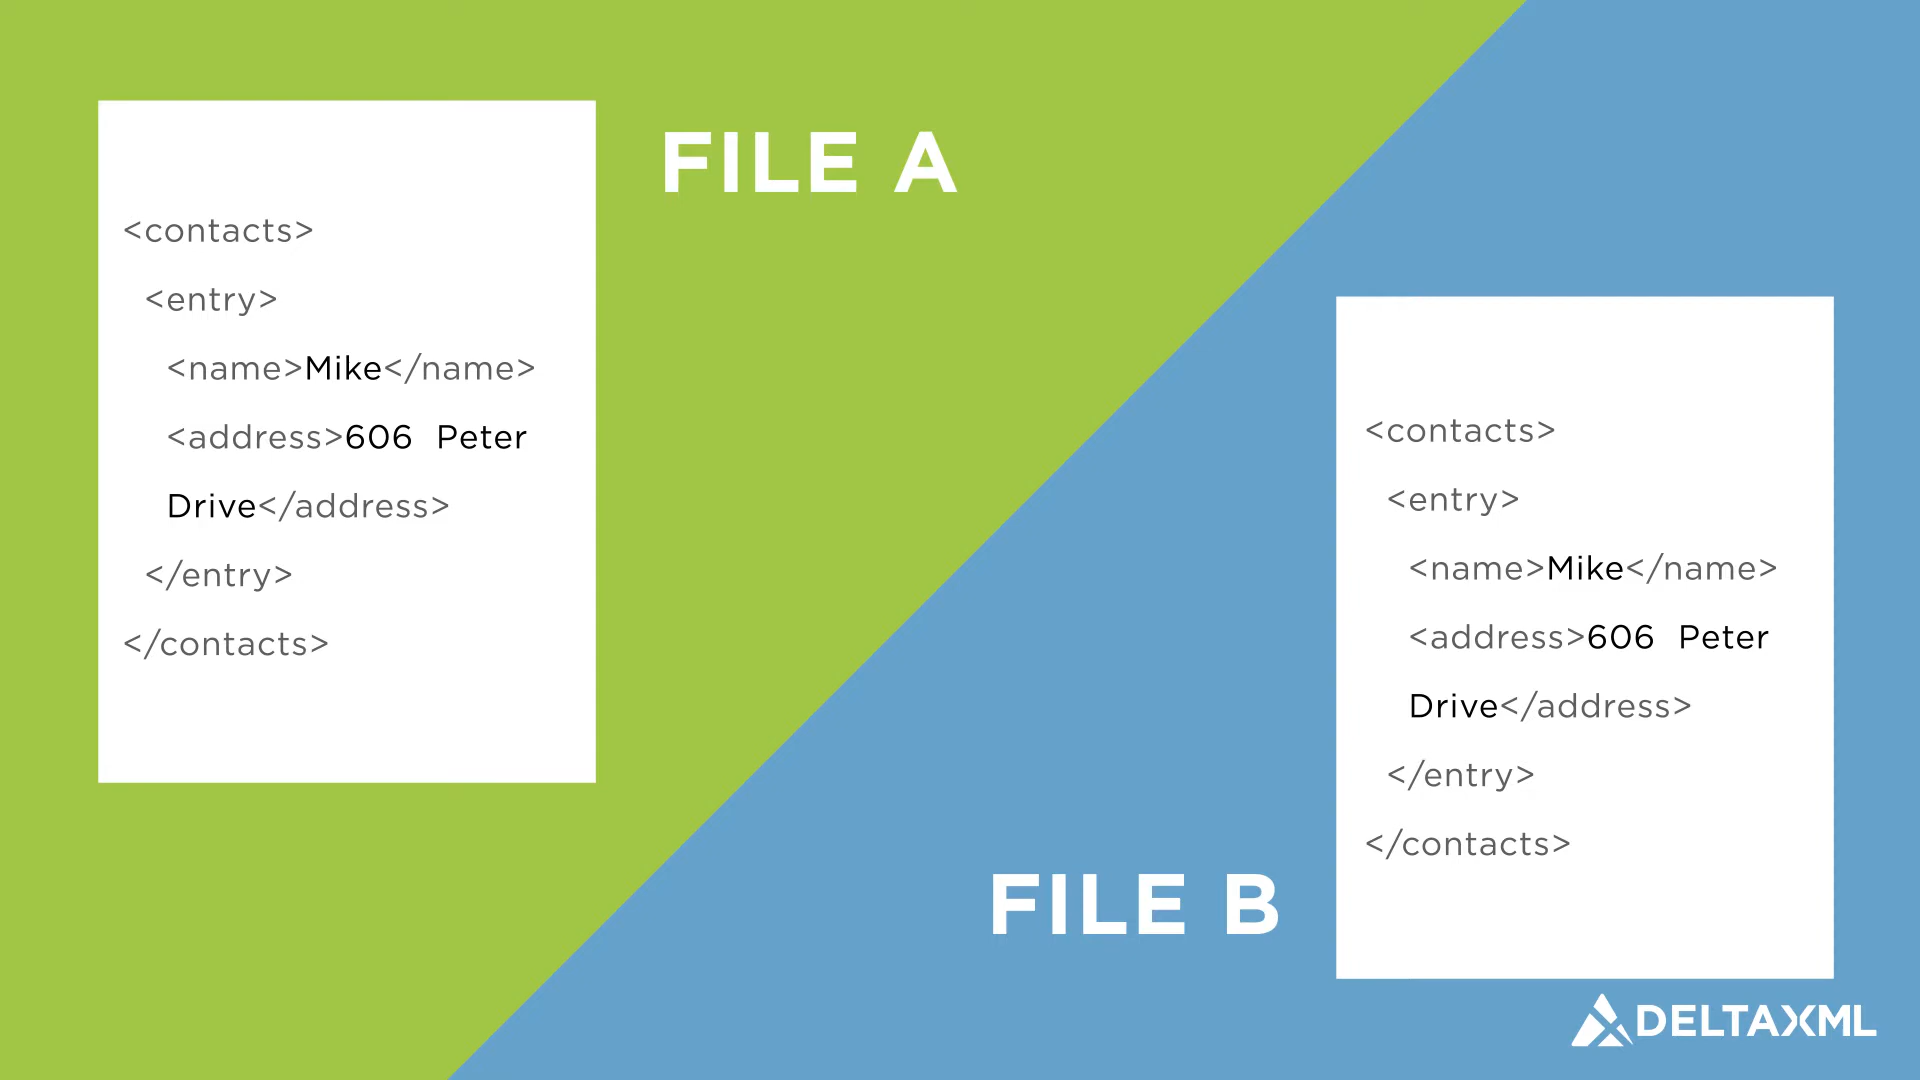 FILE A
<contacts>
<entry>
<name>Mike</name>
<address>606 Peter
Drive</address>
</entry>
</contacts>
FILE B
<contacts>
<entry>
<name>Mike</name>
<address>606 Peter
Drive</address>
</entry>
</contacts>
DELTAXML